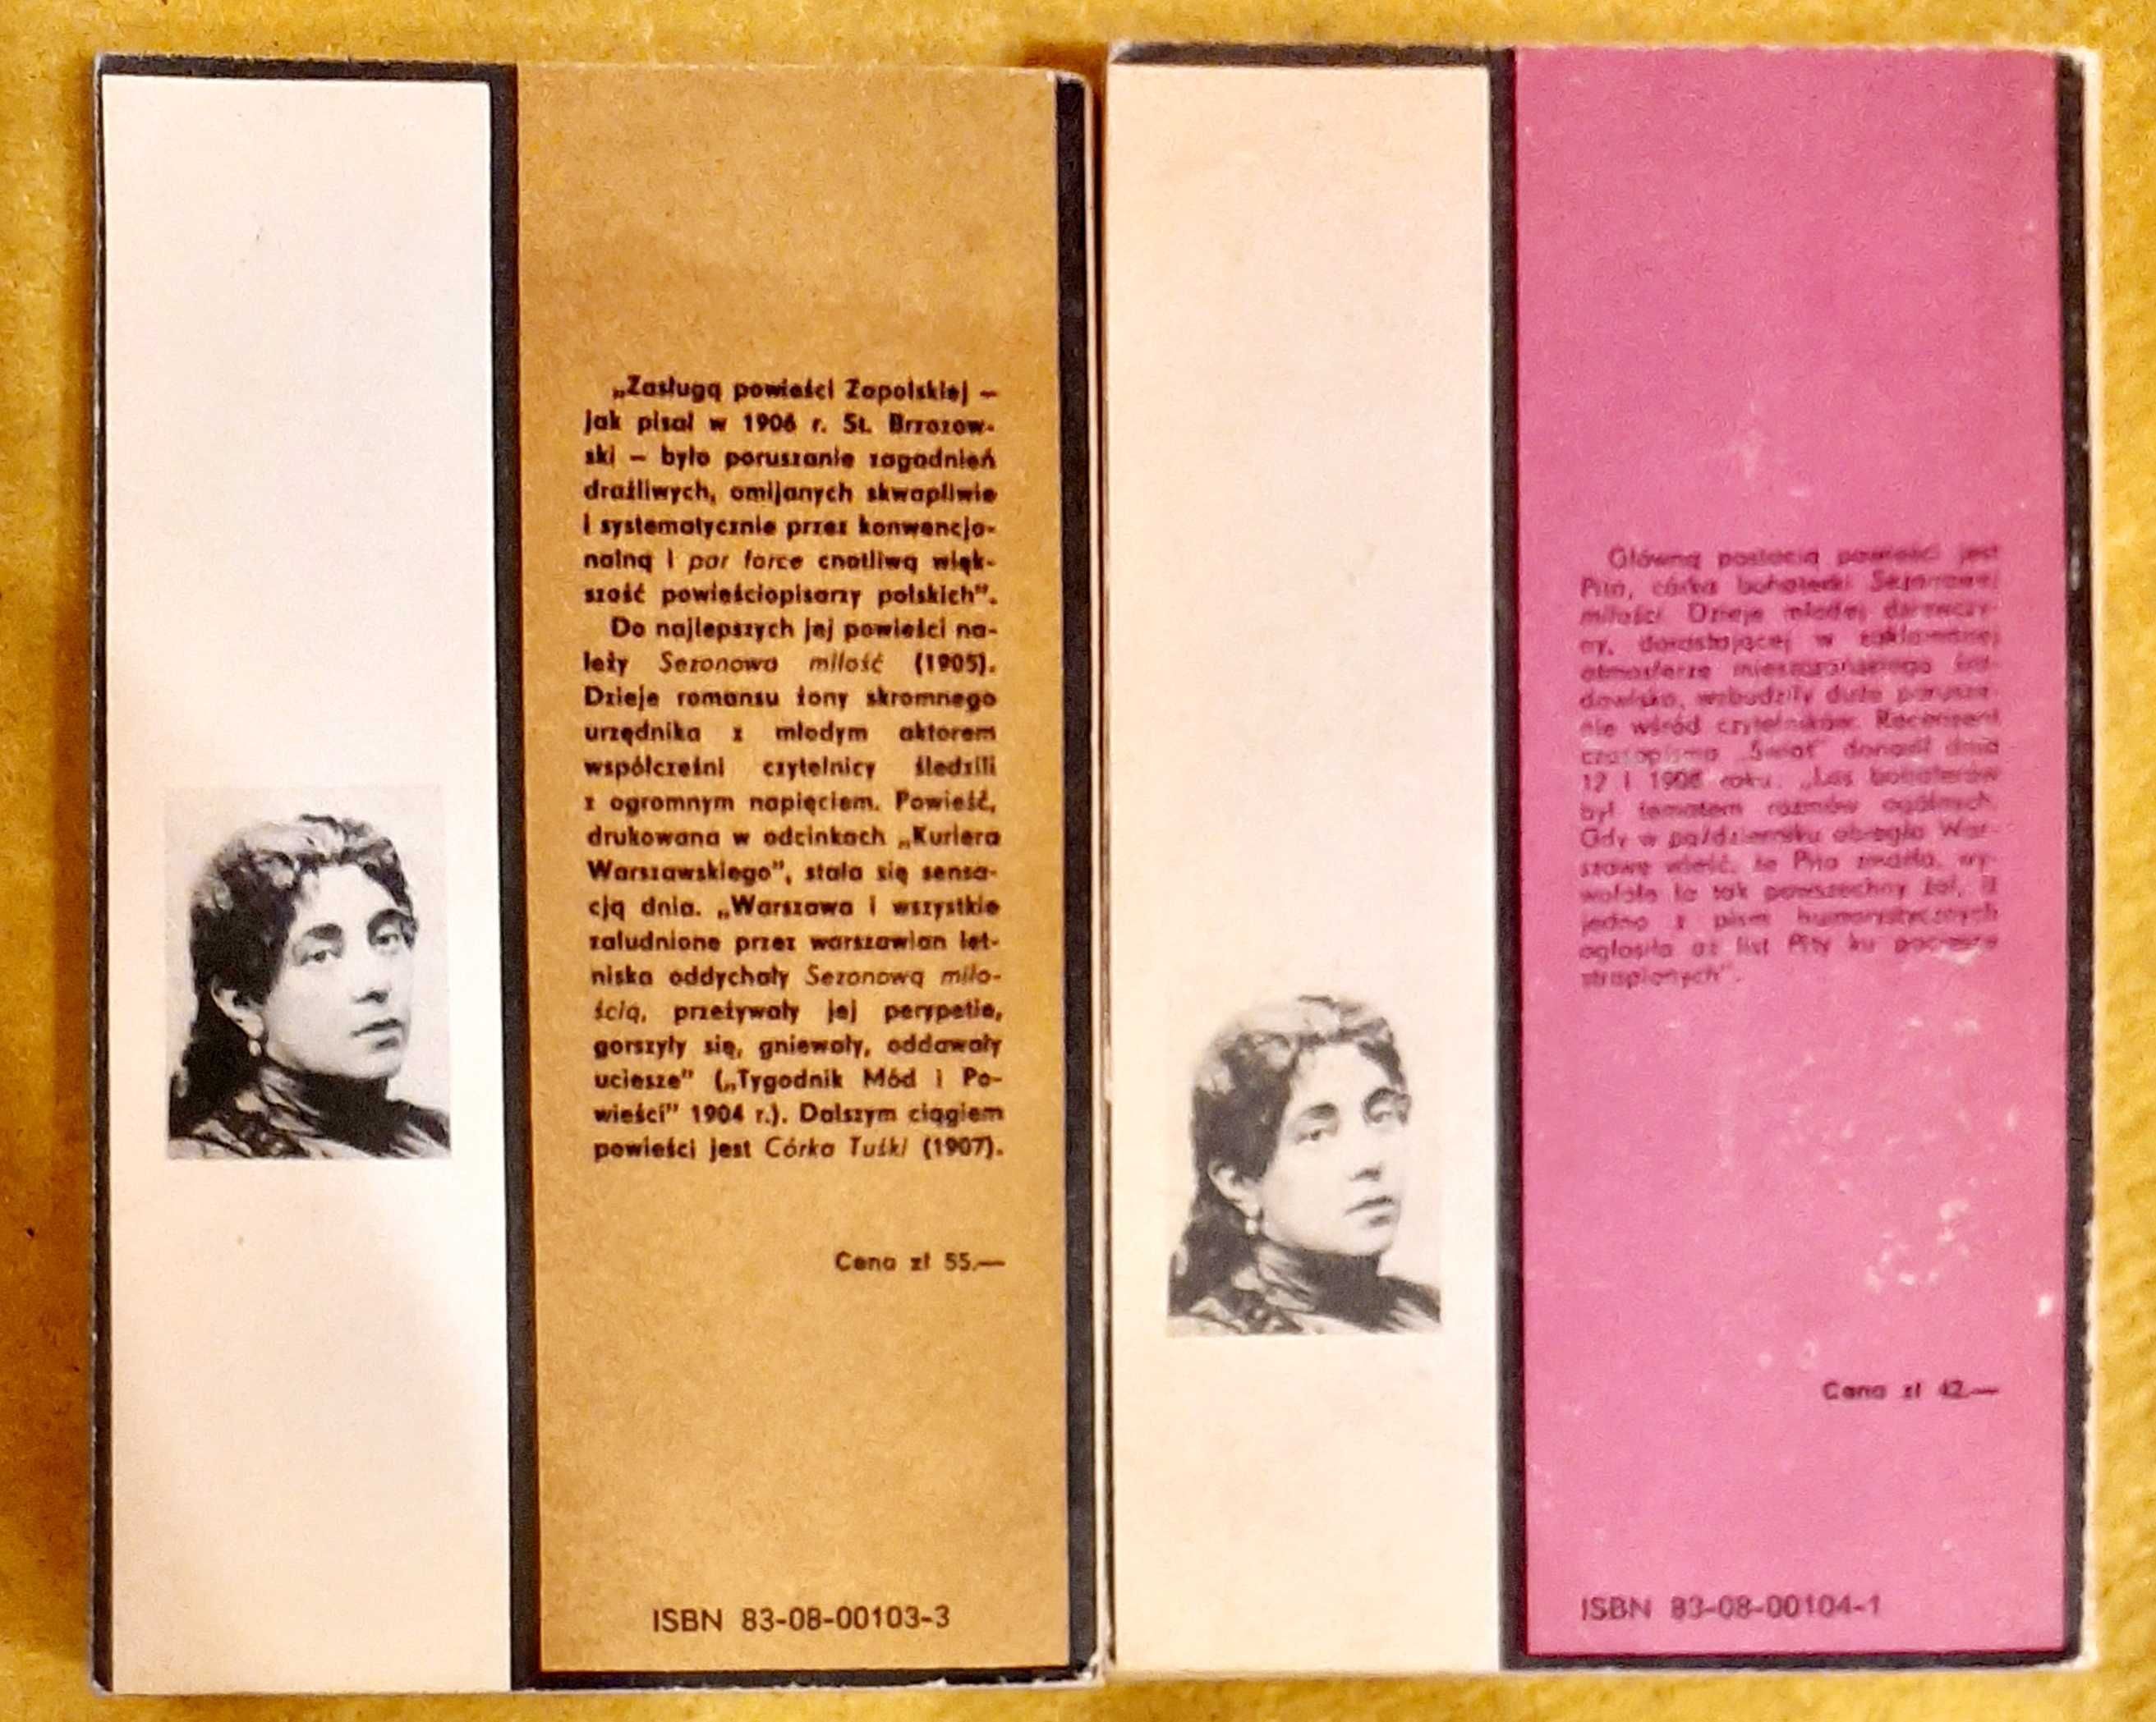 „Zasługą powieści Zapolskiej –
jak pisał w 1906 r. St. Brzozow-
ski – było poruszanie zagadnień
drażliwych, omijanych skwapliwie
i systematycznie przez konwencjo-
nalną i par force cnotliwą więk-
szość powieściopisarzy polskich”.
Do najlepszych jej powieści na-
leży Sezonowa miłość (1905).
Dzieje romansu żony skromnego
urzędnika z młodym aktorem
współcześni czytelnicy śledzili
z ogromnym napięciem. Powieść,
drukowana w odcinkach „Kuriera
Warszawskiego”, stała się sensa-
cją dnia. „Warszawa i wszystkie
zaludnione przez warszawian let-
niska oddychały Sezonową miło-
ścią, przeżywały jej perypetie,
gorszyły się, gniewały, oddawały
uciesze” („Tygodnik Mód i Po-
wieści” 1904 r.). Dalszym ciągiem
powieści jest Córka Tuśki (1907).
Cena zł 55.—
ISBN 83-08-00103-3
Główną postacią powieści jest
Pita, córka bohaterki Sezonowej
miłości. Dzieje młodej dziewczy-
ny, dorastającej w zakłamanej
atmosferze mieszczańskiego śro-
dowiska, wzbudziły duże porusze-
nie wśród czytelników. Recenzent
czasopisma „Świat” donosił dnia
12 I 1908 roku: „Los bohaterów
był tematem rozmów ogólnych.
Gdy w październiku obiegła War-
szawę wieść, że Pita zmarła, wy-
wołało to tak powszechny żal, iż
jedno z pism humorystycznych
ogłosiło aż list Pity ku pociesze
strapionych”.
Cena zł 42.—
ISBN 83-08-00104-1